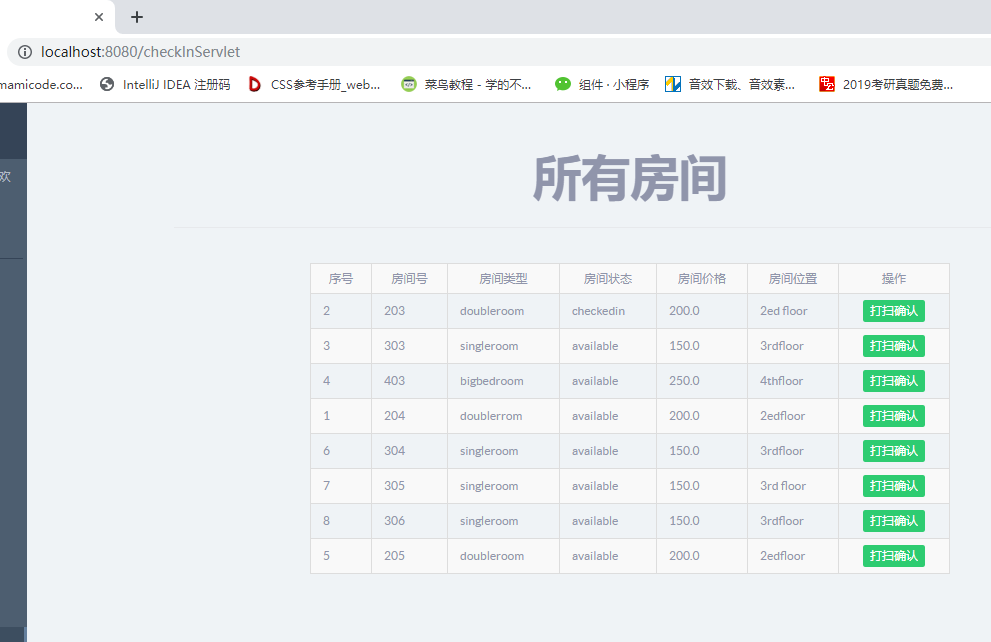 localhost:8080/checkInServlet
mamicode.co... IntelliJ IDEA 注册码 CSS参考手册_web... 菜鸟教程 - 学的不... 组件 · 小程序 音效下载、音效素... 2019考研真题免费...
欢
所有房间
序号 房间号 房间类型 房间状态 房间价格 房间位置 操作
2 203 doubleroom checkedin 200.0 2ed floor 打扫确认
3 303 singleroom available 150.0 3rdfloor 打扫确认
4 403 bigbedroom available 250.0 4thfloor 打扫确认
1 204 doublerrom available 200.0 2edfloor 打扫确认
6 304 singleroom available 150.0 3rdfloor 打扫确认
7 305 singleroom available 150.0 3rd floor 打扫确认
8 306 singleroom available 150.0 3rdfloor 打扫确认
5 205 doubleroom available 200.0 2edfloor 打扫确认